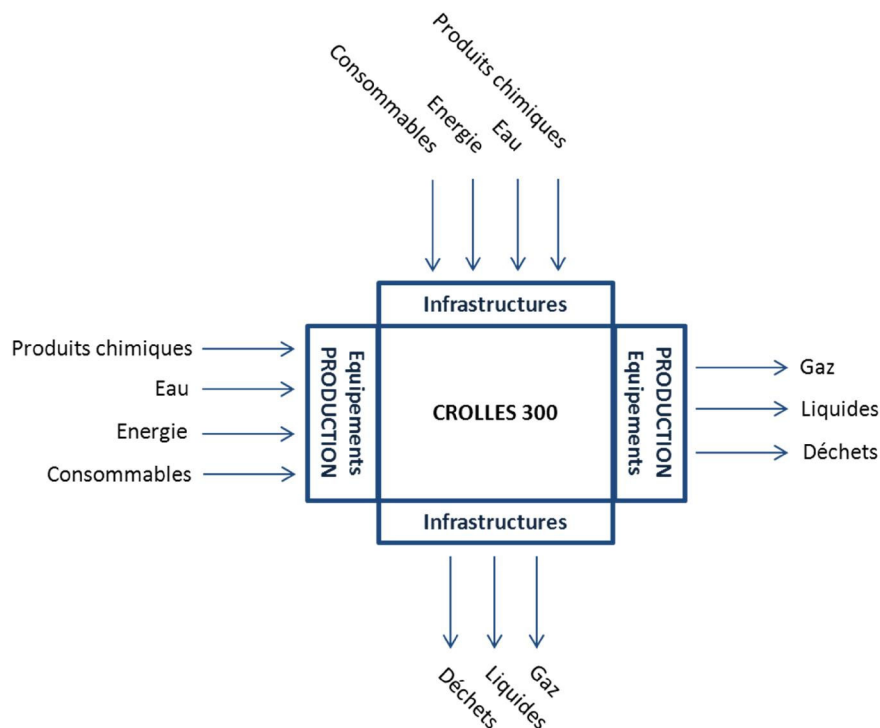 Consommables
Energie
Eau
Produits chimiques
Infrastructures
Produits chimiques
Eau
Energie
Consommables
Equipements
PRODUCTION
CROLLES 300
PRODUCTION
Equipements
Gaz
Liquides
Déchets
Infrastructures
Déchets
Liquides
Gaz